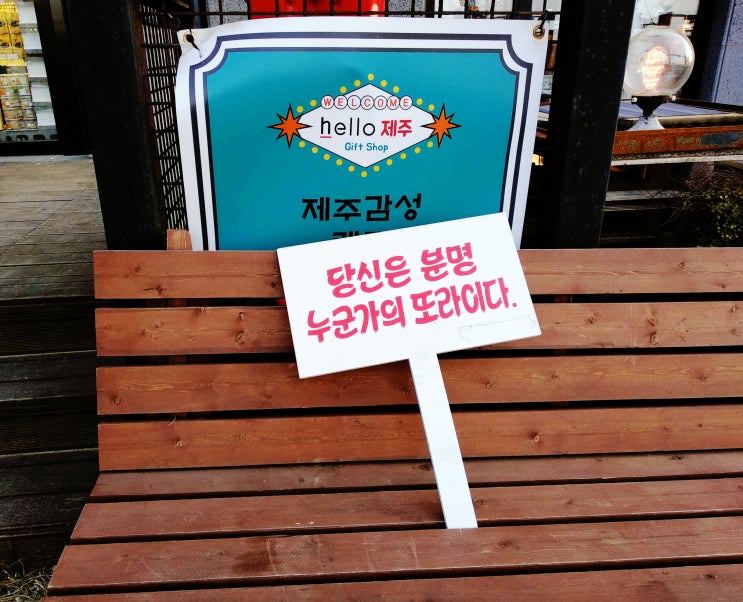 WELCOME
hello 제주
Gift Shop
제주감성
당신은 분명
누군가의 또라이다.